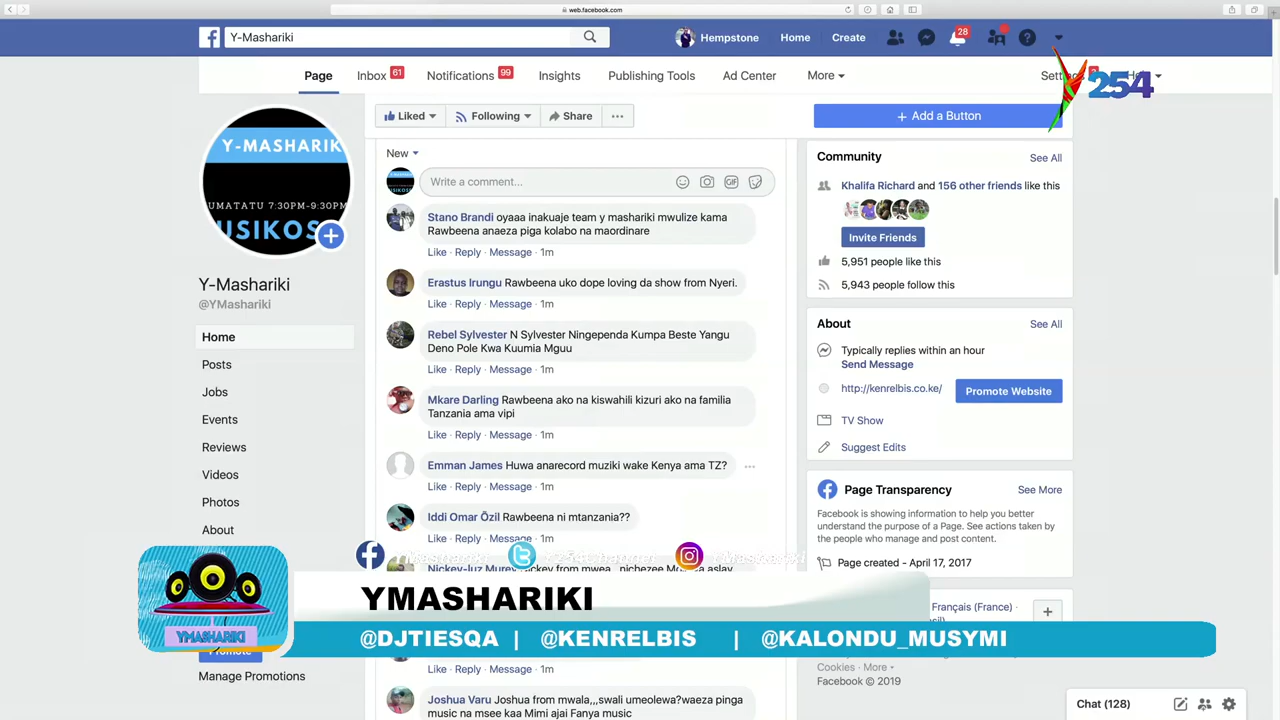 web.facebook.com
Y-Mashariki
Hempstone Home Create 28
Page Inbox 61 Notifications 99 Insights Publishing Tools Ad Center More
254
Y-MASHARIK
UMATATU 7:30PM-9:30PM
USIKOS
Y-Mashariki
@YMashariki
Home
Posts
Jobs
Events
Reviews
Videos
Photos
About
Promote
Manage Promotions
Liked Following Share
+ Add a Button
New
Write a comment...
GIF
Stano Brandi oyaaa inakuaje team y mashariki mwulize kama
Rawbeena anaeza piga kolabo na maordinare
Like · Reply · Message · 1m
Erastus Irungu Rawbeena uko dope loving da show from Nyeri.
Like · Reply · Message · 1m
Rebel Sylvester N Sylvester Ningependa Kumpa Beste Yangu
Deno Pole Kwa Kuumia Mguu
Like · Reply · Message · 1m
Mkare Darling Rawbeena ako na kiswahili kizuri ako na familia
Tanzania ama vipi
Like · Reply · Message · 1m
Emman James Huwa anarecord muziki wake Kenya ama TZ?
Like · Reply · Message · 1m
Iddi Omar Özil Rawbeena ni mtanzania??
Like · Reply · Message · 1m
Like · Reply · Message · 1m
Joshua Varu Joshua from mwala,,,swali umeolewa?waeza pinga
music na msee kaa Mimi ajai Fanya music
Community See All
Khalifa Richard and 156 other friends like this
Invite Friends
5,951 people like this
5,943 people follow this
About See All
Typically replies within an hour
Send Message
http://kenrelbis.co.ke/ Promote Website
TV Show
Suggest Edits
Page Transparency See More
Facebook is showing information to help you better
understand the purpose of a Page. See actions taken by
the people who manage and post content.
Page created - April 17, 2017
Français (France) ·
Cookies · More
Facebook © 2019
Chat (128)
YMASHARIKI
YMASHARIKI
@DJTIESQA | @KENRELBIS | @KALONDU_MUSYMI